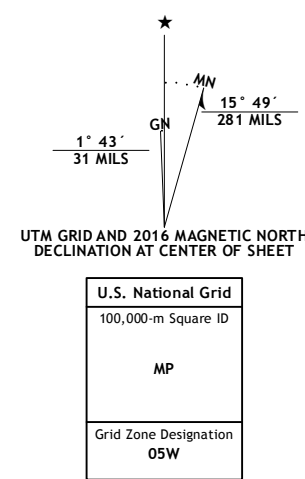 ★
MN
GN
15° 49´
281 MILS
1° 43´
31 MILS
UTM GRID AND 2016 MAGNETIC NORTH
DECLINATION AT CENTER OF SHEET
U.S. National Grid
100,000-m Square ID
MP
Grid Zone Designation
05W